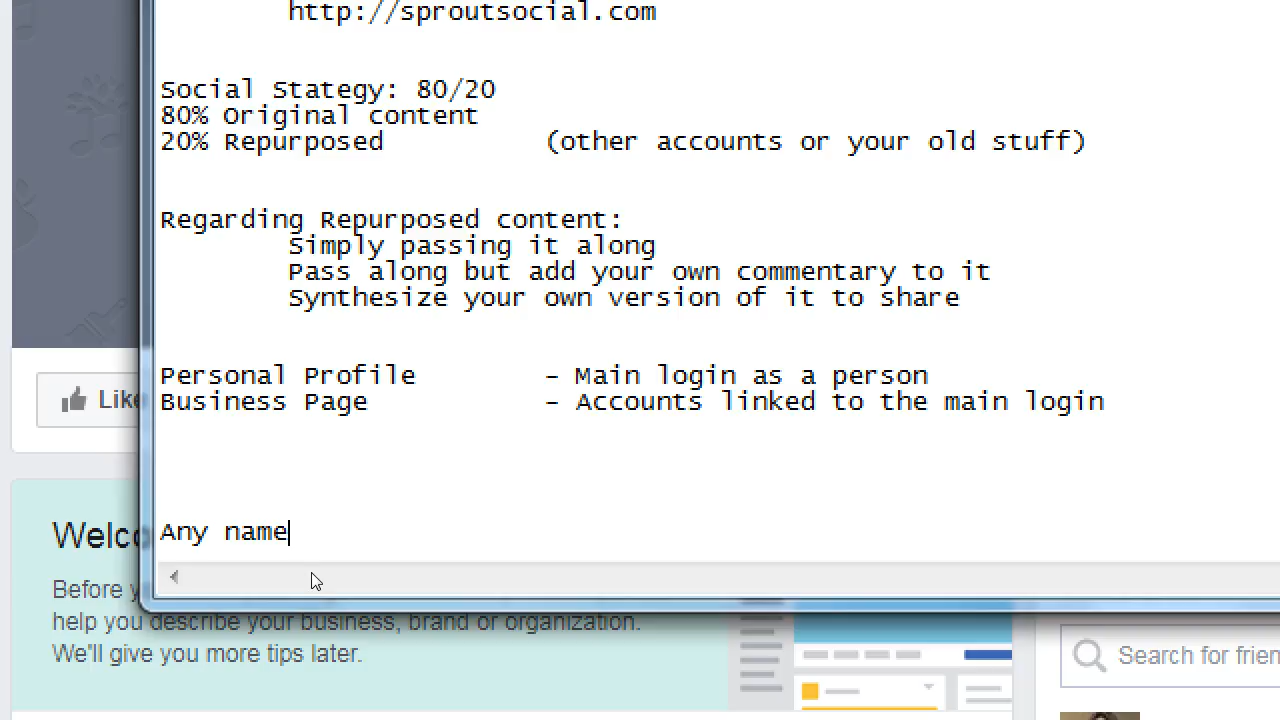 http://sproutsocial.com
Social Stategy: 80/20
80% Original content
20% Repurposed (other accounts or your old stuff)
Regarding Repurposed content:
Simply passing it along
Pass along but add your own commentary to it
Synthesize your own version of it to share
Personal Profile - Main login as a person
Like
Business Page - Accounts linked to the main login
Any name
Welco
Before y
help you describe your business, brand or organization.
We'll give you more tips later.
Search for frien